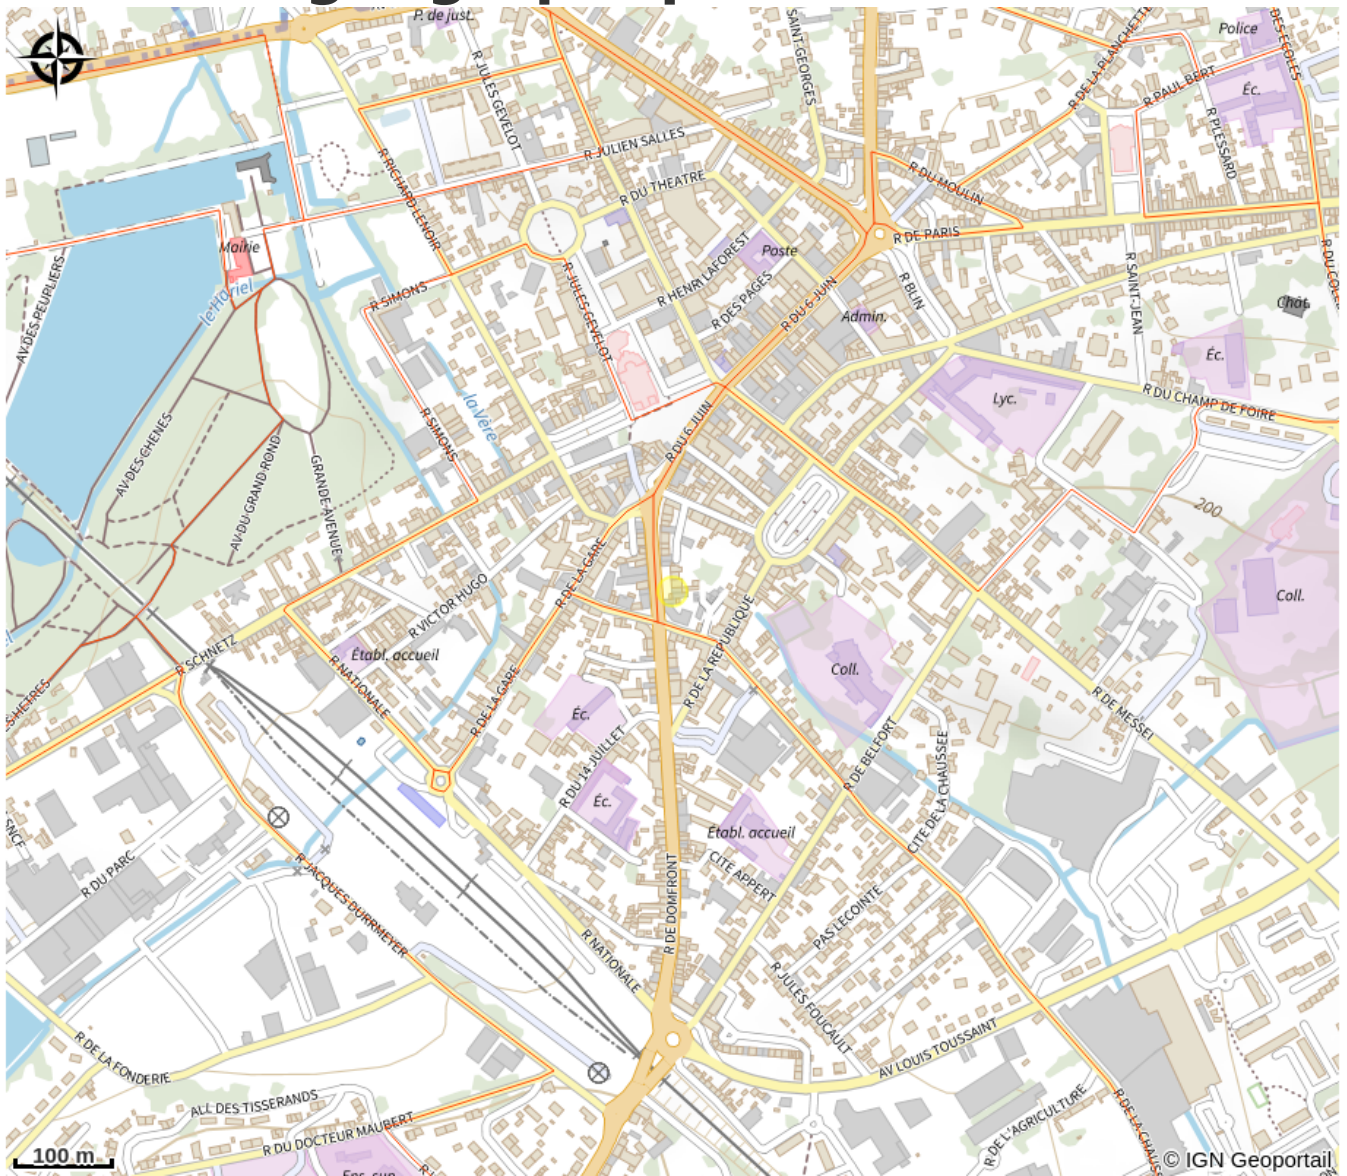 P. de just.
Police
SAINT-GEORGES
R JULES GEVELOT
R DE LA PLANCHETTE
DES ECOLES
R PAUL BERT
Éc.
R PLESSARD
R JULIEN SALLES
R RICHARD LENOIR
R DU THEATRE
R DU MOULIN
Mairie
R DE PARIS
Poste
R HENRI LAFOREST
R SAINT-JEAN
R DES PAGES
R BLIN
le Hariel
R SIMONS
R DU 6 JUIN
Admin.
Chât.
AV DES PEUPLIERS
R JULES GEVELOT
Éc.
la Vère
Lyc.
R DU CHAMP DE FOIRE
R SIMONS
R DU 6 JUIN
AV DES CHENES
AV DU GRAND ROND
GRANDE AVENUE
200
R DE LA GARE
R VICTOR HUGO
Coll.
R DE LA REPUBLIQUE
R SCHNETZ
Établ. accueil
Coll.
R NATIONALE
R DE LA GARE
Éc.
R DE MESSEI
R DU 14 JUILLET
R DE BELFORT
CITE DE LA CHAUSSEE
Éc.
Établ. accueil
SNCF
R DU PARC
CITE APPERT
R JACQUES DURRMEYER
R DE DOMFRONT
PAS LECOINTE
R NATIONALE
R JULES FOUCAULT
R DE LA FONDERIE
AV LOUIS TOUSSAINT
ALL DES TISSERANDS
R DU DOCTEUR MAUBERT
R DE L'AGRICULTURE
100 m
© IGN Geoportail